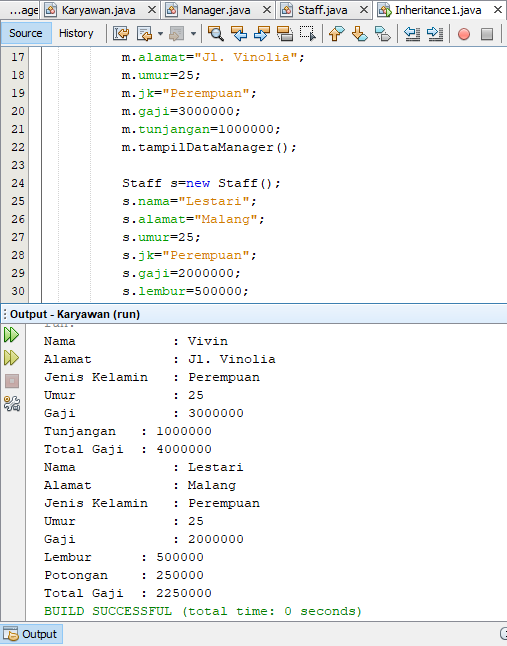 ...age Karyawan.java Manager.java Staff.java Inheritance1.java
Source History
17 m.alamat="Jl. Vinolia";
18 m.umur=25;
19 m.jk="Perempuan";
20 m.gaji=3000000;
21 m.tunjangan=1000000;
22 m.tampilDataManager();
23
24 Staff s=new Staff();
25 s.nama="Lestari";
26 s.alamat="Malang";
27 s.umur=25;
28 s.jk="Perempuan";
29 s.gaji=2000000;
30 s.lembur=500000;
Output - Karyawan (run)
run:
Nama : Vivin
Alamat : Jl. Vinolia
Jenis Kelamin : Perempuan
Umur : 25
Gaji : 3000000
Tunjangan : 1000000
Total Gaji : 4000000
Nama : Lestari
Alamat : Malang
Jenis Kelamin : Perempuan
Umur : 25
Gaji : 2000000
Lembur : 500000
Potongan : 250000
Total Gaji : 2250000
BUILD SUCCESSFUL (total time: 0 seconds)
Output